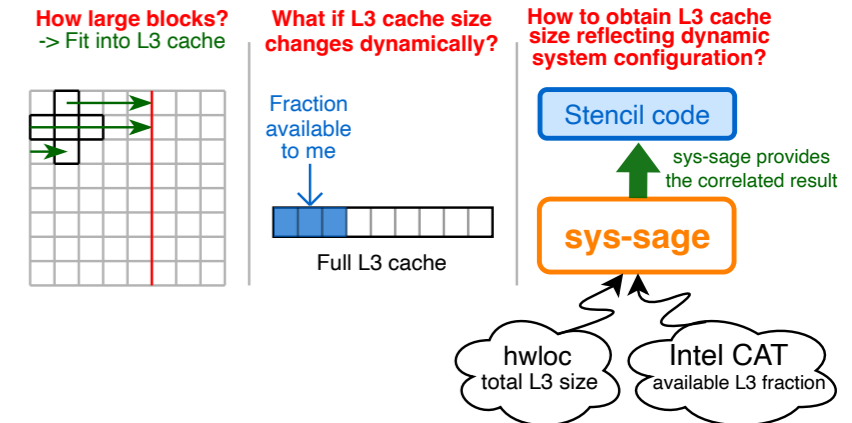 How large blocks?
-> Fit into L3 cache
What if L3 cache size
changes dynamically?
Fraction
available
to me
Full L3 cache
How to obtain L3 cache
size reflecting dynamic
system configuration?
Stencil code
sys-sage provides
the correlated result
sys-sage
hwloc
total L3 size
Intel CAT
available L3 fraction